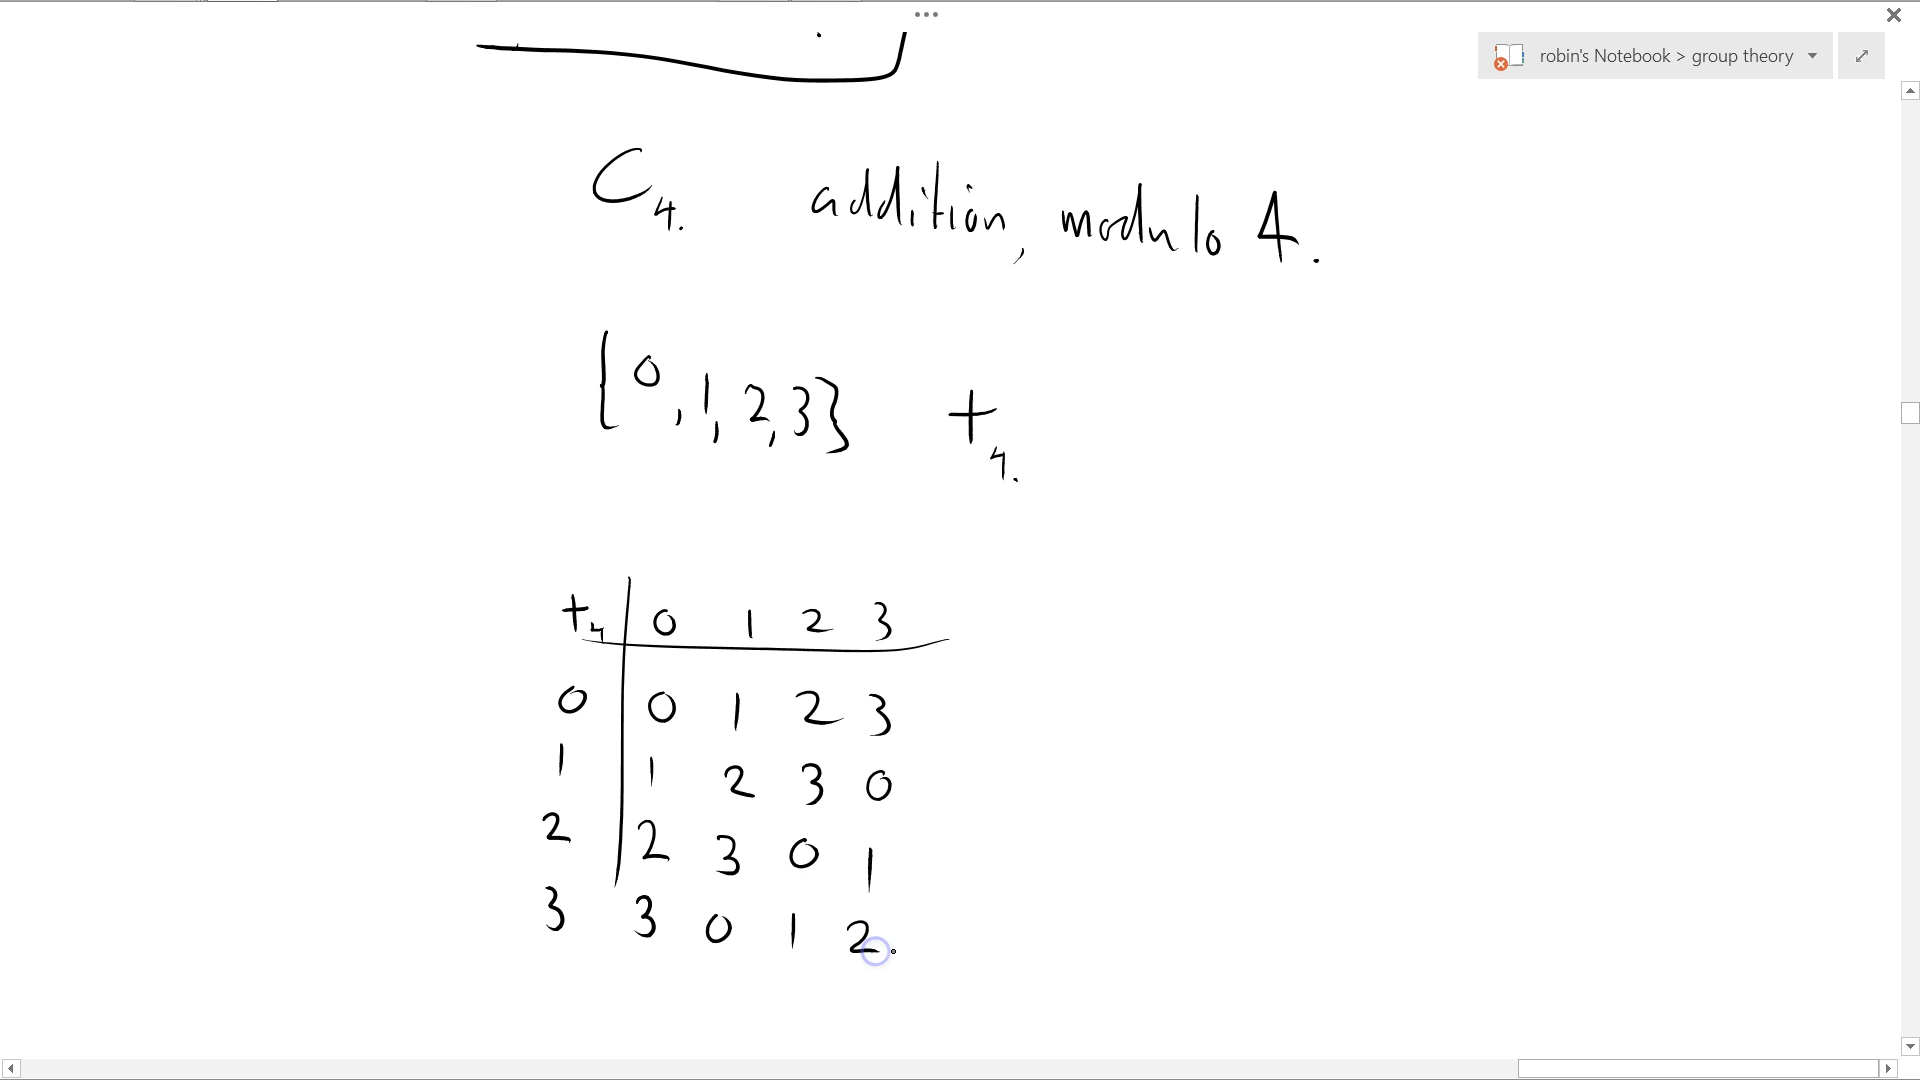 robin's Notebook > group theory
C₄. addition, modulo 4.
{0, 1, 2, 3} +₄.
+₄ 0 1 2 3
0 0 1 2 3
1 1 2 3 0
2 2 3 0 1
3 3 0 1 2.